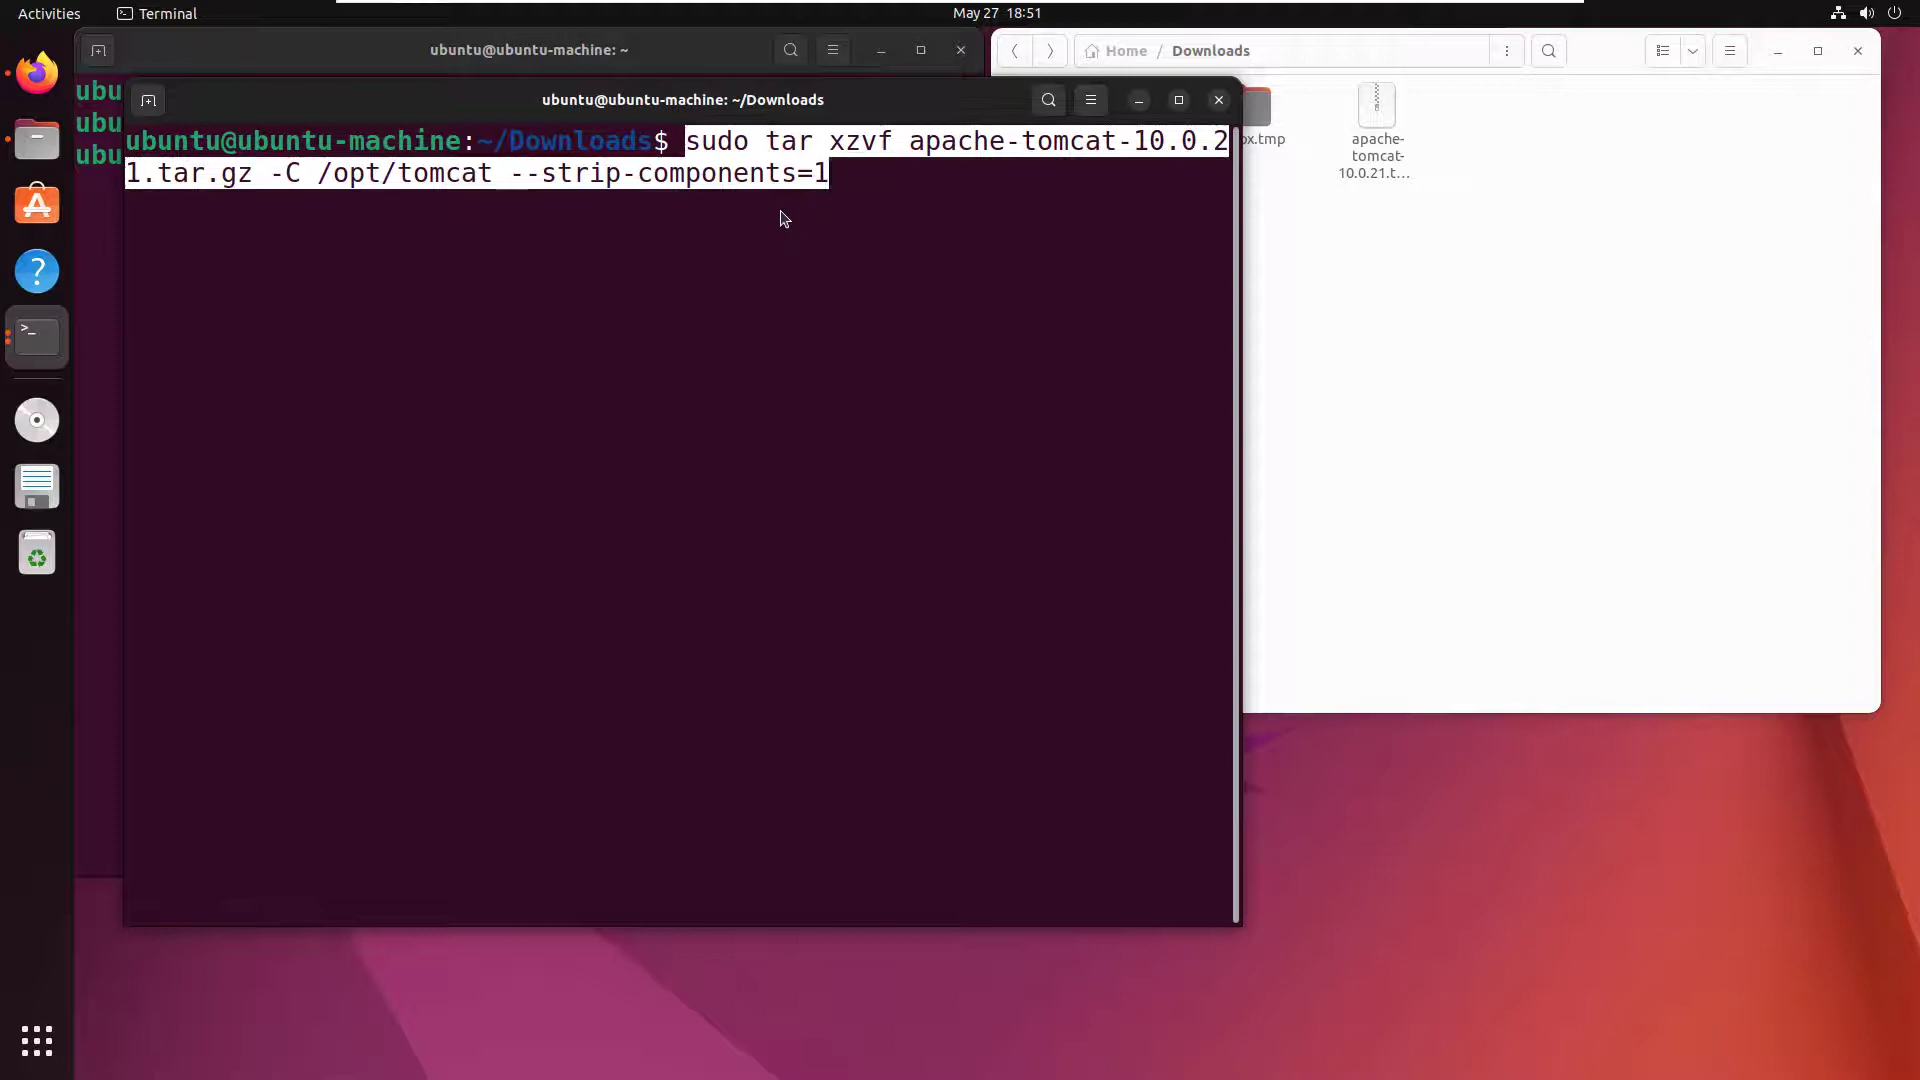 Activities
Terminal
May 27 18:51
ubuntu@ubuntu-machine: ~
Home / Downloads
ubu
ubu
ubu
ubuntu@ubuntu-machine: ~/Downloads
ubuntu@ubuntu-machine:~/Downloads$ sudo tar xzvf apache-tomcat-10.0.2
1.tar.gz -C /opt/tomcat --strip-components=1
ox.tmp
apache-
tomcat-
10.0.21.t...